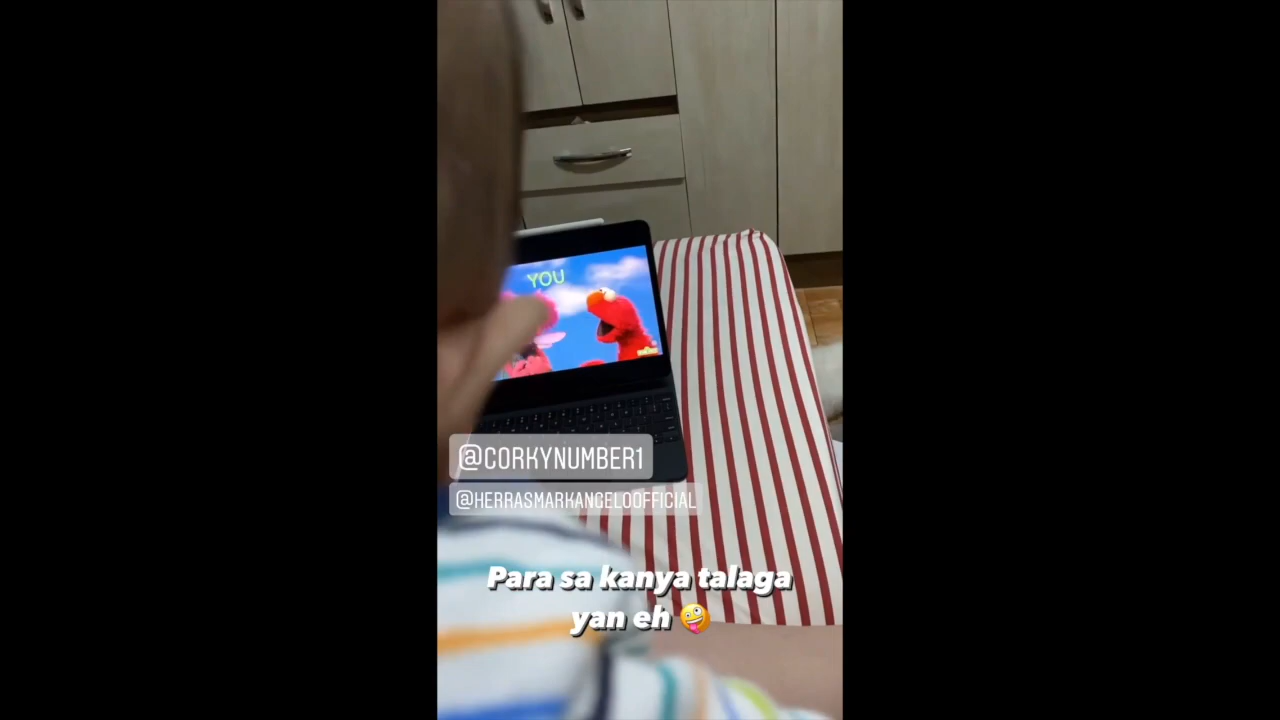 YOU
@CORKYNUMBER1
@HERRASMARKANGELOOFFICIAL
Para sa kanya talaga
yan eh 🤪